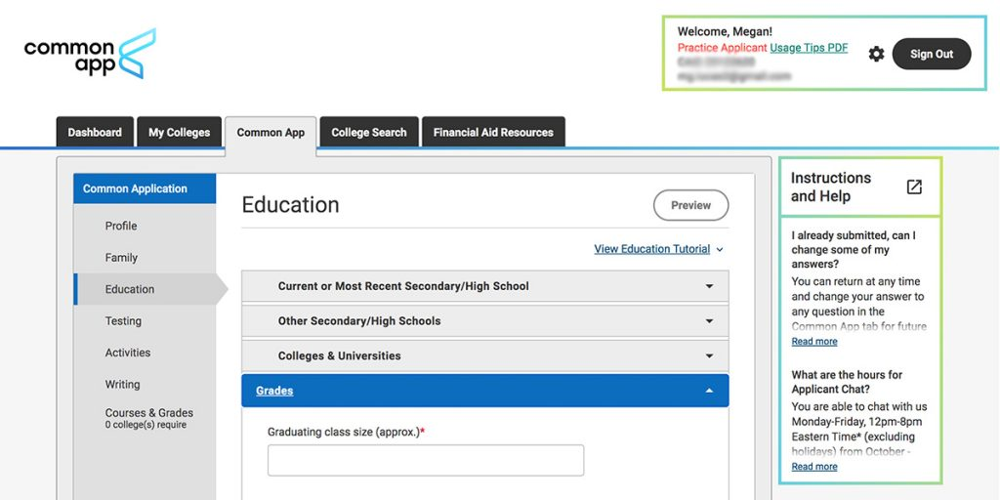 common
app
Welcome, Megan!
Practice Applicant Usage Tips PDF
Sign Out
Dashboard
My Colleges
Common App
College Search
Financial Aid Resources
Common Application
Profile
Family
Education
Testing
Activities
Writing
Courses & Grades
0 college(s) require
Education
Preview
View Education Tutorial
Current or Most Recent Secondary/High School
Other Secondary/High Schools
Colleges & Universities
Grades
Graduating class size (approx.)*
Instructions
and Help
I already submitted, can I
change some of my
answers?
You can return at any time
and change your answer to
any question in the
Common App tab for future
Read more
What are the hours for
Applicant Chat?
You are able to chat with us
Monday-Friday, 12pm-8pm
Eastern Time* (excluding
holidays) from October -
Read more